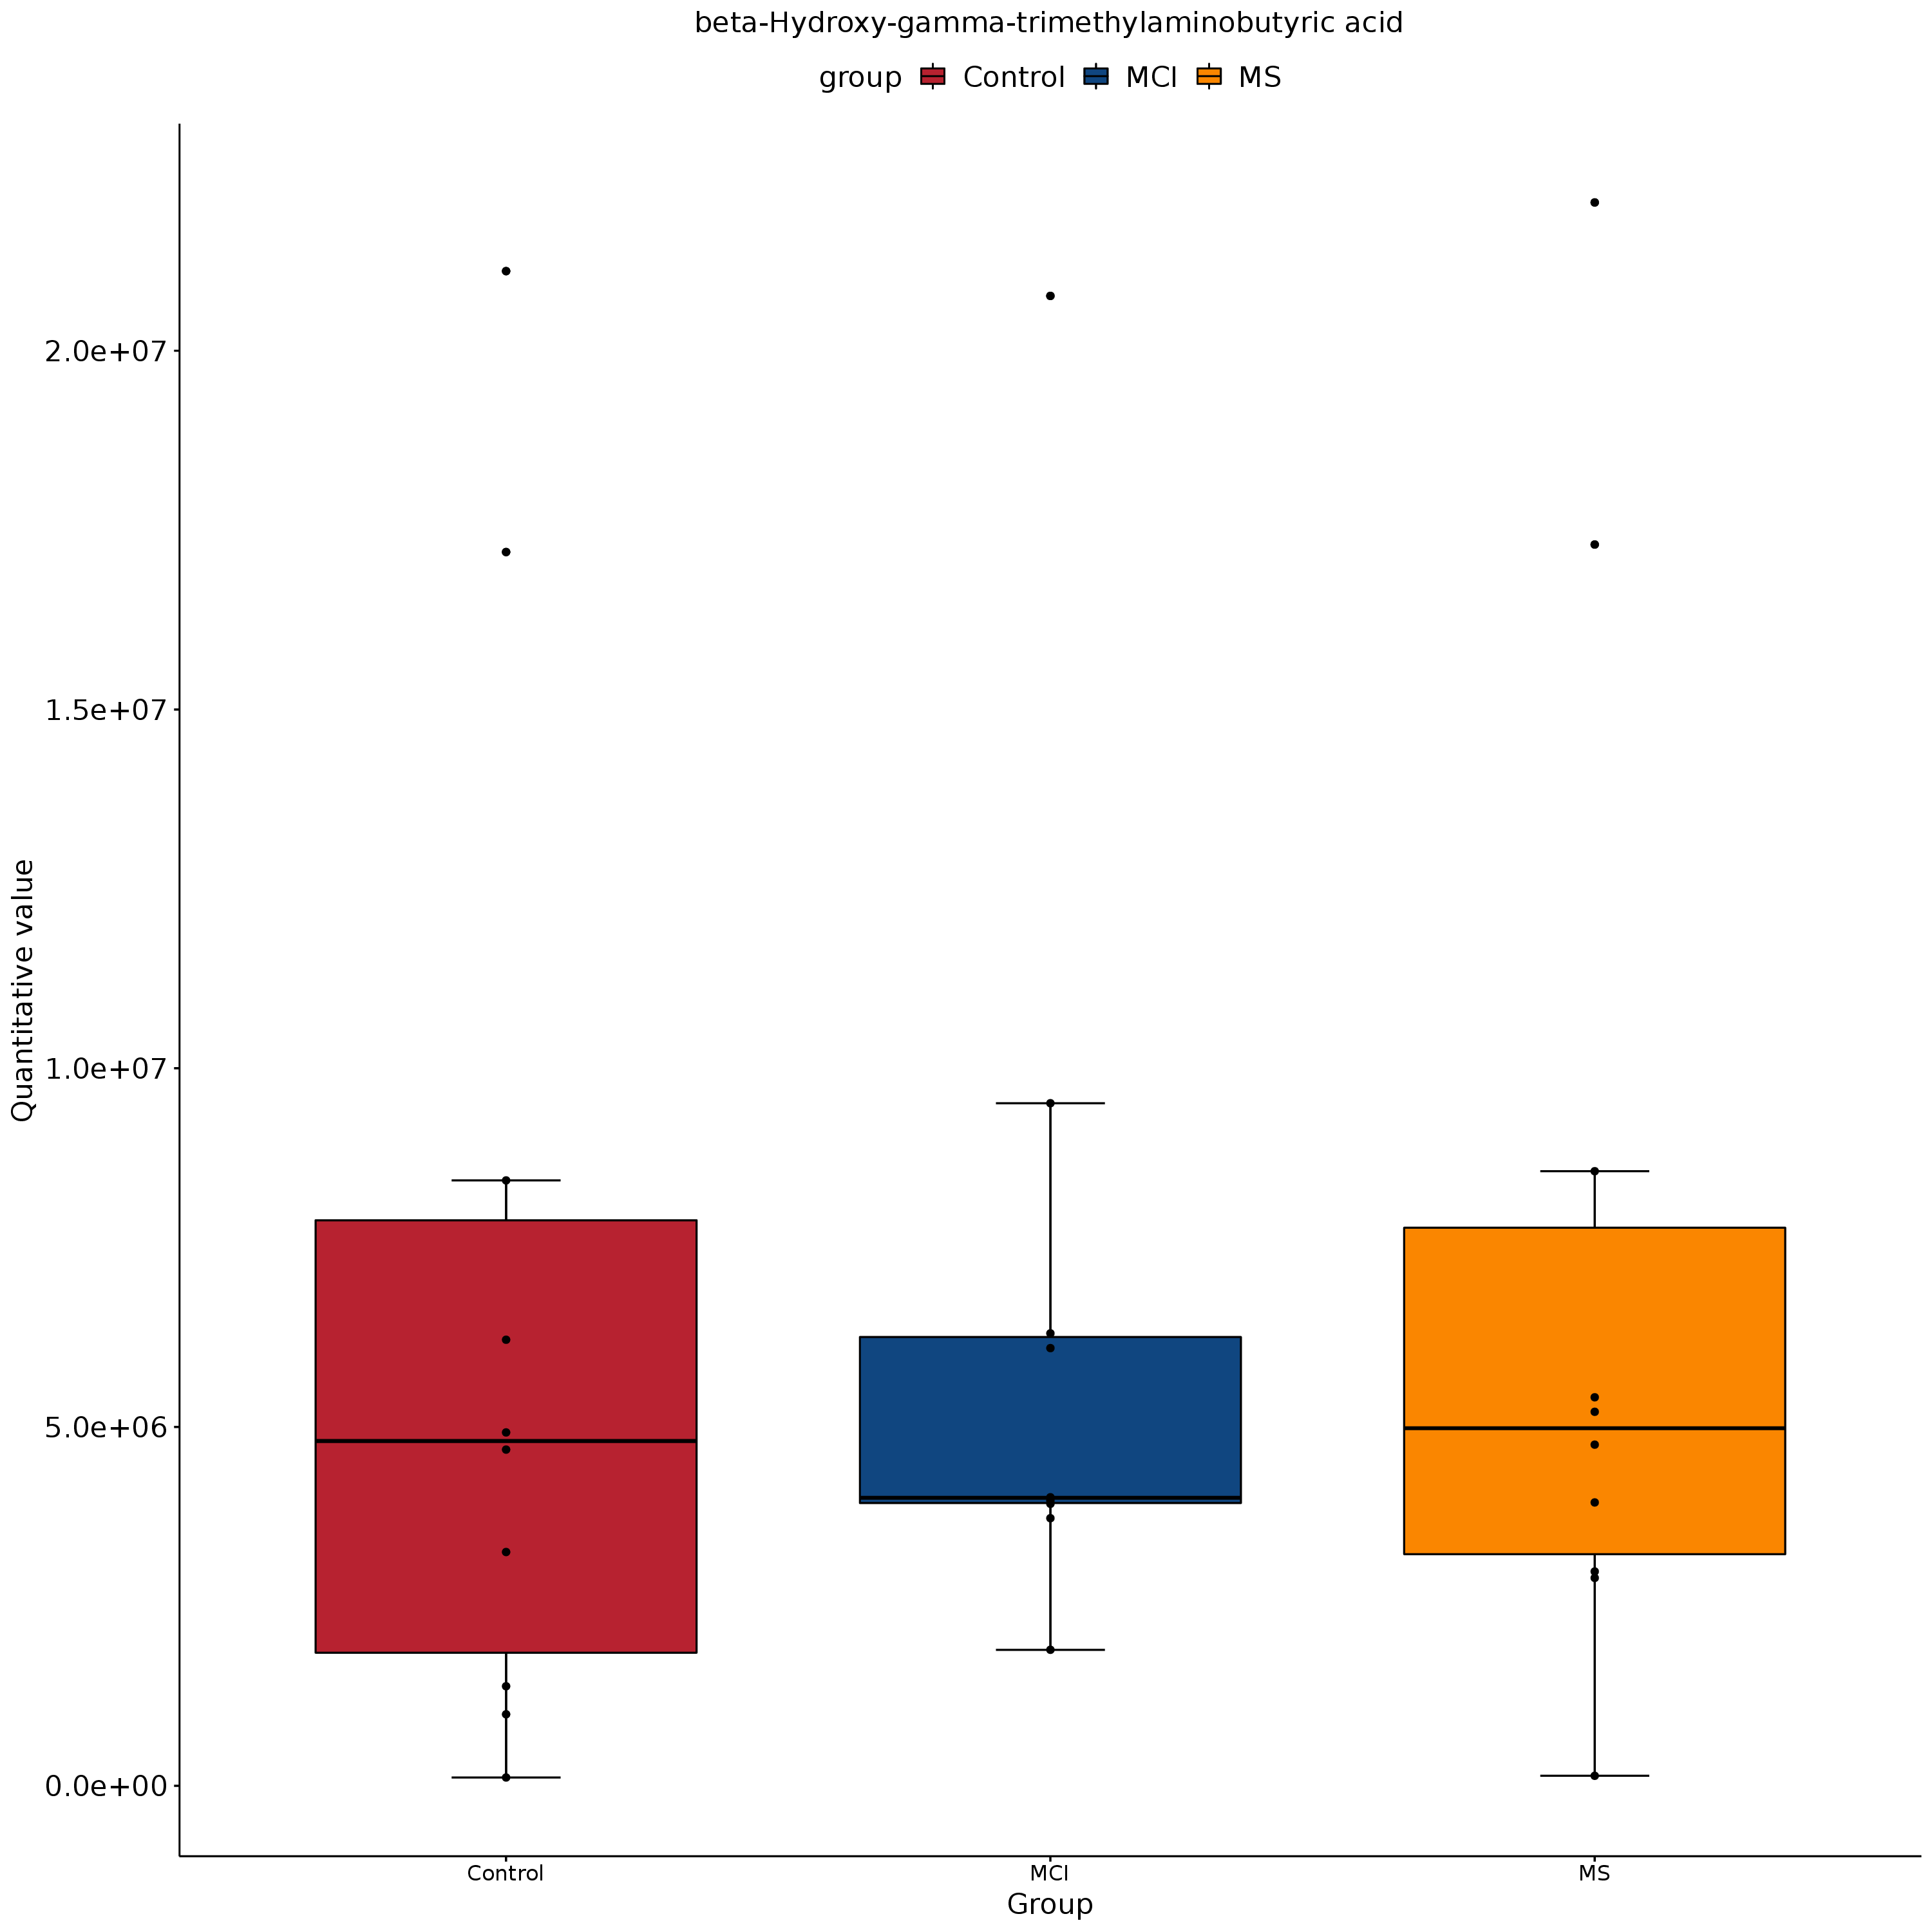 beta-Hydroxy-gamma-trimethylaminobutyric acid
group Control MCI MS
Quantitative value
2.0e+07
1.5e+07
1.0e+07
5.0e+06
0.0e+00
Control MCI MS
Group